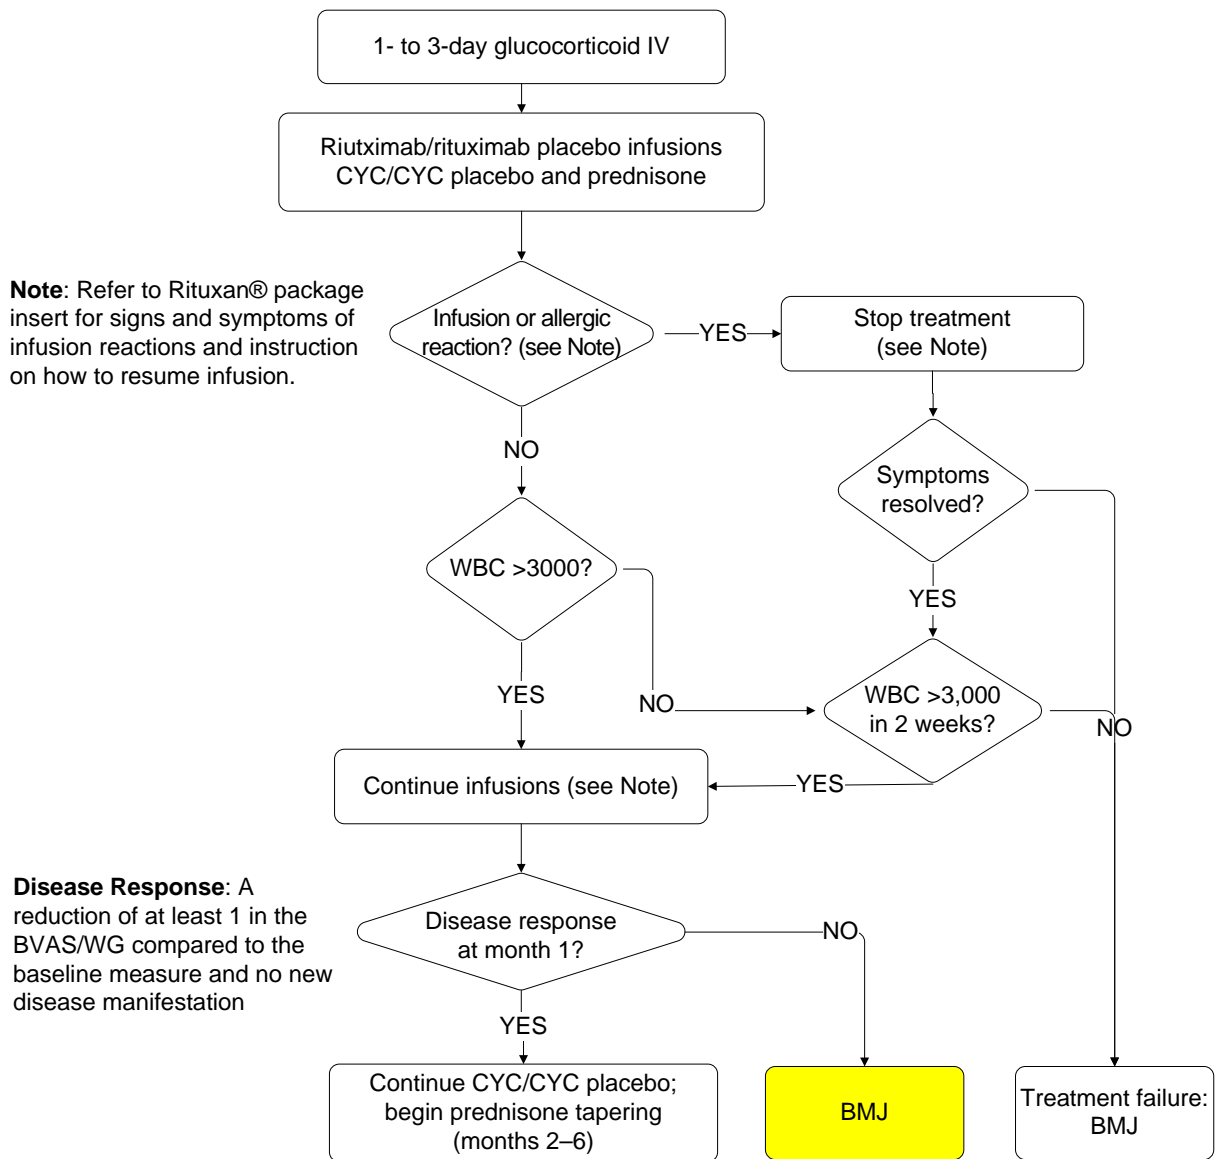 1- to 3-day glucocorticoid IV
Riutximab/rituximab placebo infusions
CYC/CYC placebo and prednisone
Note: Refer to Rituxan® package
insert for signs and symptoms of
infusion reactions and instruction
on how to resume infusion.
Infusion or allergic
reaction? (see Note)
YES
Stop treatment
(see Note)
NO
Symptoms
resolved?
WBC >3000?
YES
YES
NO
WBC >3,000
in 2 weeks?
NO
Continue infusions (see Note)
YES
Disease Response: A
reduction of at least 1 in the
BVAS/WG compared to the
baseline measure and no new
disease manifestation
Disease response
at month 1?
NO
YES
Continue CYC/CYC placebo;
begin prednisone tapering
(months 2–6)
BMJ
Treatment failure:
BMJ